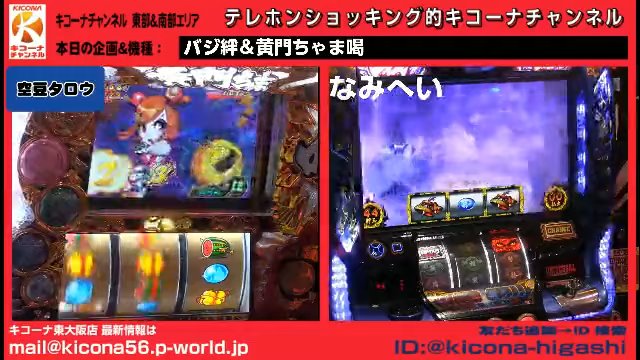 KICONA
キコーナ
チャンネル
キコーナチャンネル 東部&南部エリア
テレホンショッキング的キコーナチャンネル
本日の企画&機種：
バジ絆&黄門ちゃま喝
空豆タロウ
なみへい
CHANCE
キコーナ東大阪店 最新情報は
mail@kicona56.p-world.jp
友だち追加→ID 検索
ID:@kicona-higashi